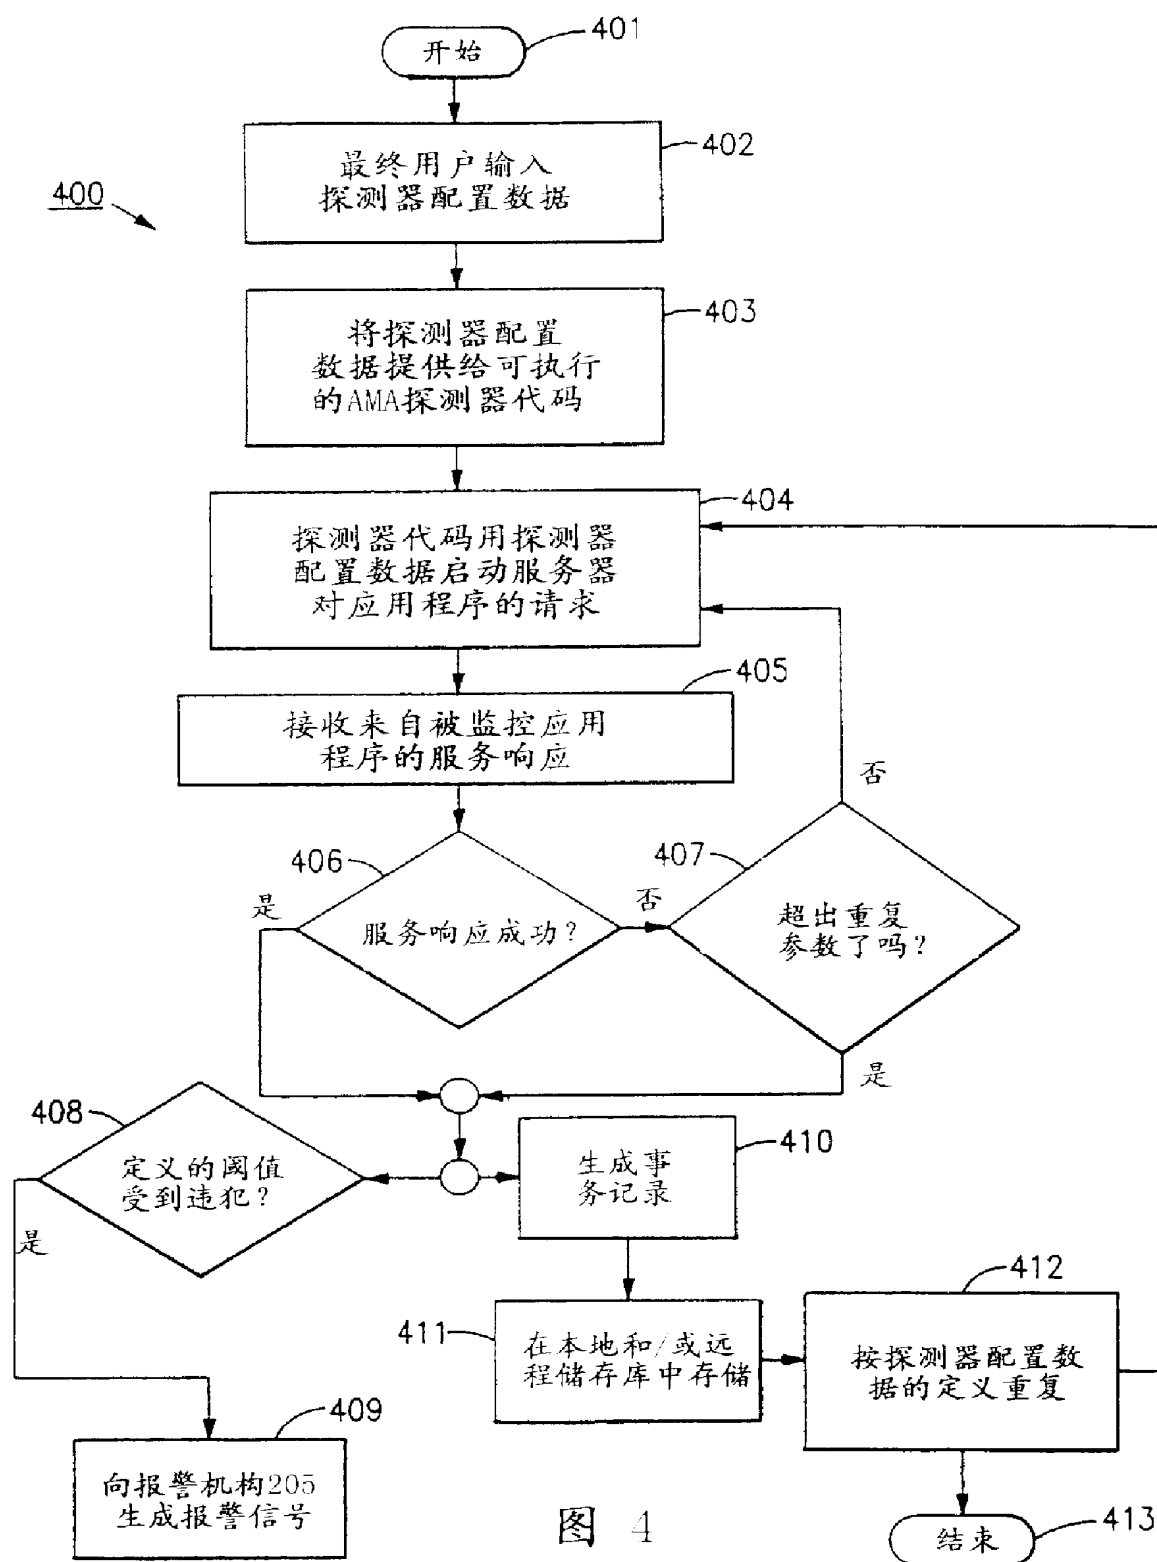 开始
401
最终用户输入
探测器配置数据
402
400
将探测器配置
数据提供给可执行
的AMA探测器代码
403
探测器代码用探测器
配置数据启动服务器
对应用程序的请求
404
接收来自被监控应用
程序的服务响应
405
否
406
服务响应成功?
是
否
407
超出重复
参数了吗?
是
408
定义的阈值
受到违犯?
是
生成事
务记录
410
411
在本地和/或远
程储存库中存储
412
按探测器配置数
据的定义重复
409
向报警机构205
生成报警信号
结束
413
图 4